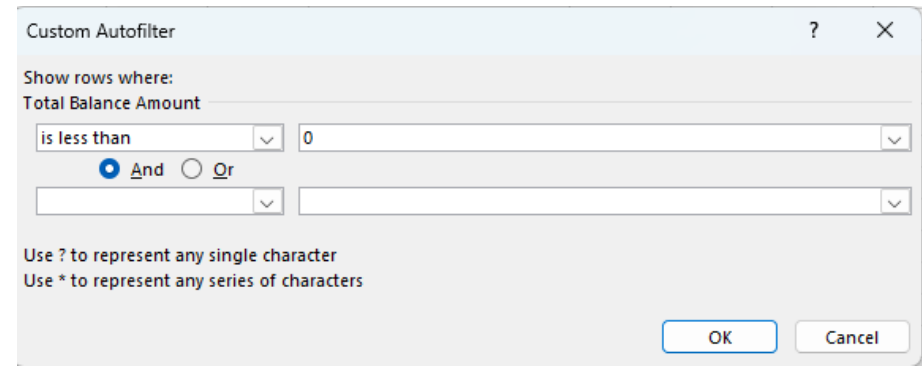 Custom Autofilter ?
Show rows where:
Total Balance Amount
is less than 0
And Or
Use ? to represent any single character
Use * to represent any series of characters
OK Cancel